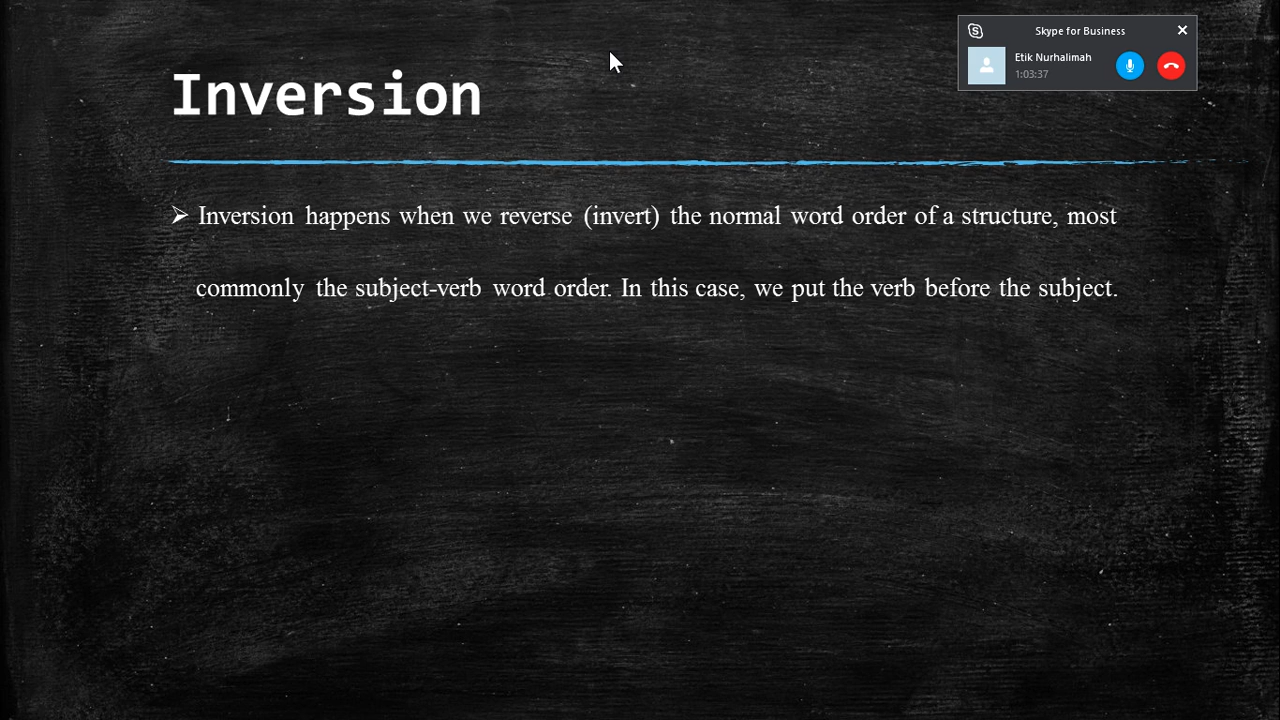 Inversion
Skype for Business
Etik Nurhalimah
1:03:37
Inversion happens when we reverse (invert) the normal word order of a structure, most
commonly the subject-verb word order. In this case, we put the verb before the subject.